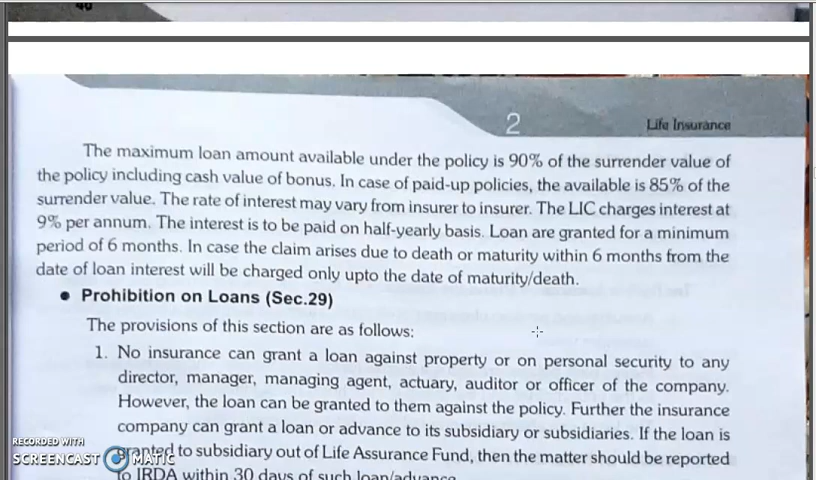 2
Life Insurance
The maximum loan amount available under the policy is 90% of the surrender value of
the policy including cash value of bonus. In case of paid-up policies, the available is 85% of the
surrender value. The rate of interest may vary from insurer to insurer. The LIC charges interest at
9% per annum. The interest is to be paid on half-yearly basis. Loan are granted for a minimum
period of 6 months. In case the claim arises due to death or maturity within 6 months from the
date of loan interest will be charged only upto the date of maturity/death.
• Prohibition on Loans (Sec.29)
The provisions of this section are as follows:
1. No insurance can grant a loan against property or on personal security to any
director, manager, managing agent, actuary, auditor or officer of the company.
However, the loan can be granted to them against the policy. Further the insurance
company can grant a loan or advance to its subsidiary or subsidiaries. If the loan is
granted to subsidiary out of Life Assurance Fund, then the matter should be reported
to IRDA within 30 days of such loan/advance
RECORDED WITH
SCREENCAST MATIC